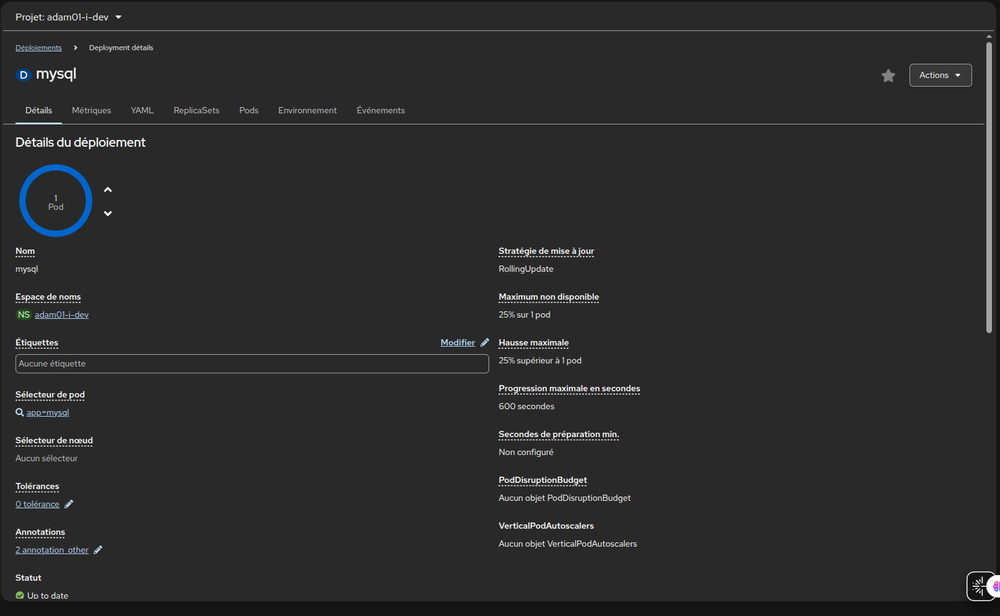 Projet: adam01-i-dev
Déploiements
Deployment détails
D mysql
Actions
Détails
Métriques
YAML
ReplicaSets
Pods
Environnement
Événements
Détails du déploiement
1
Pod
Nom
mysql
Espace de noms
NS adam01-i-dev
Étiquettes
Modifier
Aucune étiquette
Sélecteur de pod
app=mysql
Sélecteur de nœud
Aucun sélecteur
Tolérances
0 tolérance
Annotations
2 annotation_other
Statut
Up to date
Stratégie de mise à jour
RollingUpdate
Maximum non disponible
25% sur 1 pod
Hausse maximale
25% supérieur à 1 pod
Progression maximale en secondes
600 secondes
Secondes de préparation min.
Non configuré
PodDisruptionBudget
Aucun objet PodDisruptionBudget
VerticalPodAutoscalers
Aucun objet VerticalPodAutoscalers